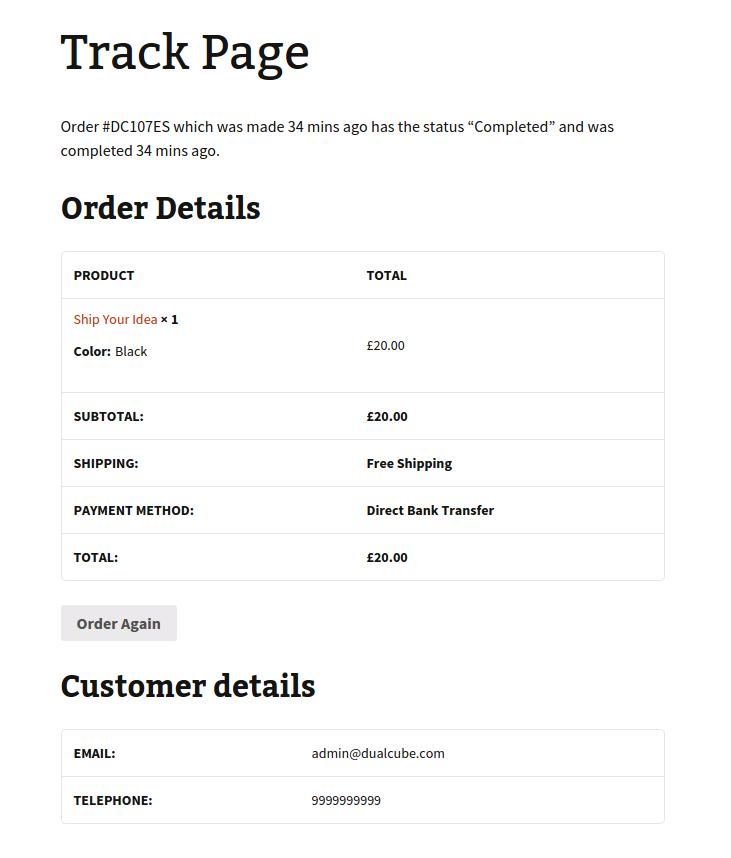 Track Page
Order #DC107ES which was made 34 mins ago has the status “Completed” and was
completed 34 mins ago.
Order Details
PRODUCT TOTAL
Ship Your Idea × 1
Color: Black
£20.00
SUBTOTAL: £20.00
SHIPPING: Free Shipping
PAYMENT METHOD: Direct Bank Transfer
TOTAL: £20.00
Order Again
Customer details
EMAIL: admin@dualcube.com
TELEPHONE: 9999999999